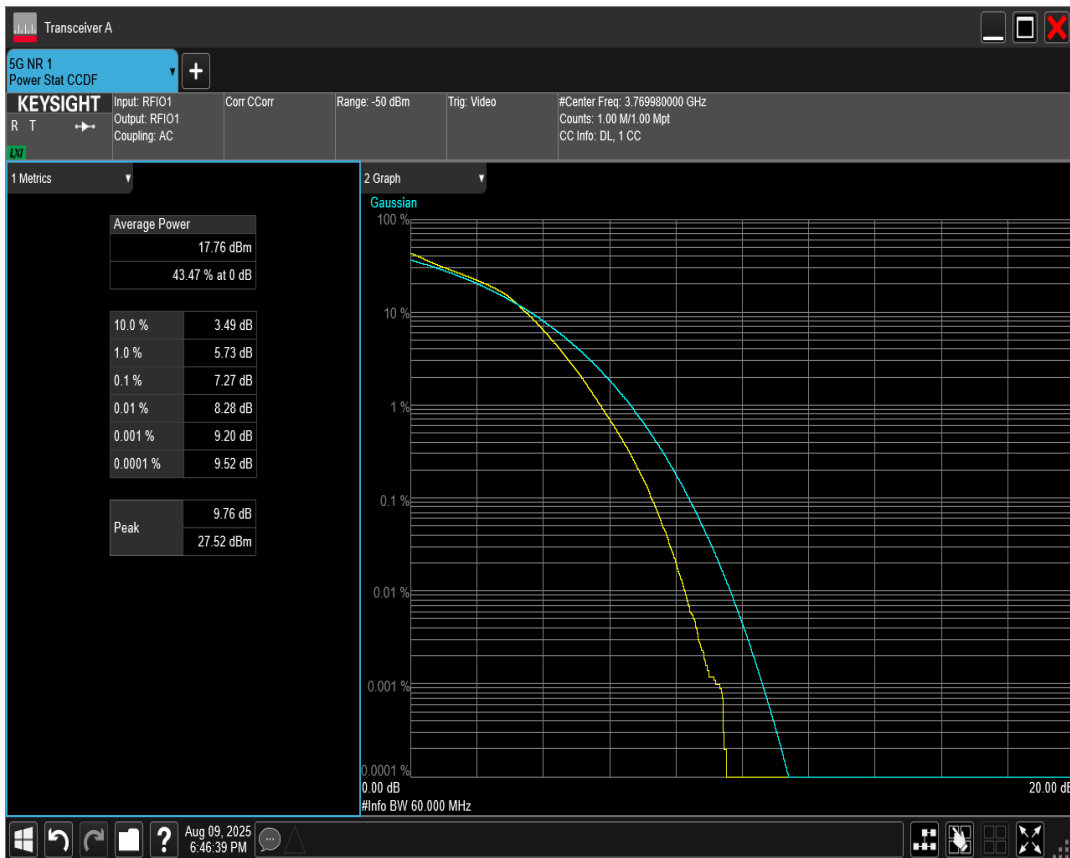 Transceiver A
5G NR 1
Power Stat CCDF
+
KEYSIGHT
R T
LXI
Input: RFIO1
Output: RFIO1
Coupling: AC
Corr CCorr
Range: -50 dBm
Trig: Video
#Center Freq: 3.769980000 GHz
Counts: 1.00 M/1.00 Mpt
CC Info: DL, 1 CC
1 Metrics
Average Power
17.76 dBm
43.47 % at 0 dB
10.0 % 3.49 dB
1.0 % 5.73 dB
0.1 % 7.27 dB
0.01 % 8.28 dB
0.001 % 9.20 dB
0.0001 % 9.52 dB
Peak
9.76 dB
27.52 dBm
2 Graph
Gaussian
100 %
10 %
1 %
0.1 %
0.01 %
0.001 %
0.0001 %
0.00 dB 20.00 dB
#Info BW 60.000 MHz
?
Aug 09, 2025
6:46:39 PM